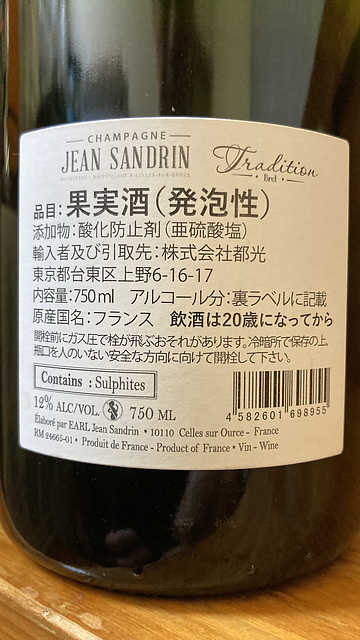 CHAMPAGNE
JEAN SANDRIN
RÉCOLTANT - MANIPULANT À CELLES-SUR-OURCE
Tradition
Brut
品目：果実酒（発泡性）
添加物：酸化防止剤（亜硫酸塩）
輸入者及び引取先：株式会社都光
東京都台東区上野6-16-17
内容量：750ml　アルコール分：裏ラベルに記載
原産国名：フランス　飲酒は20歳になってから
開栓前にガス圧で栓が飛ぶおそれがあります。冷暗所で保存の上、
瓶口を人のいない安全な方向に向けて開栓して下さい。
Contains : Sulphites
12% ALC/VOL. 750 ML
4 582601 698955
Élaboré par EARL Jean Sandrin • 10110 Celles sur Ource - France
RM 24665-01 • Produit de France - Product of France • Vin - Wine